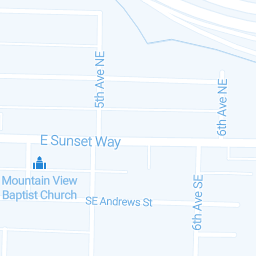 5th Ave NE
6th Ave NE
E Sunset Way
Mountain View
Baptist Church
SE Andrews St
6th Ave SE